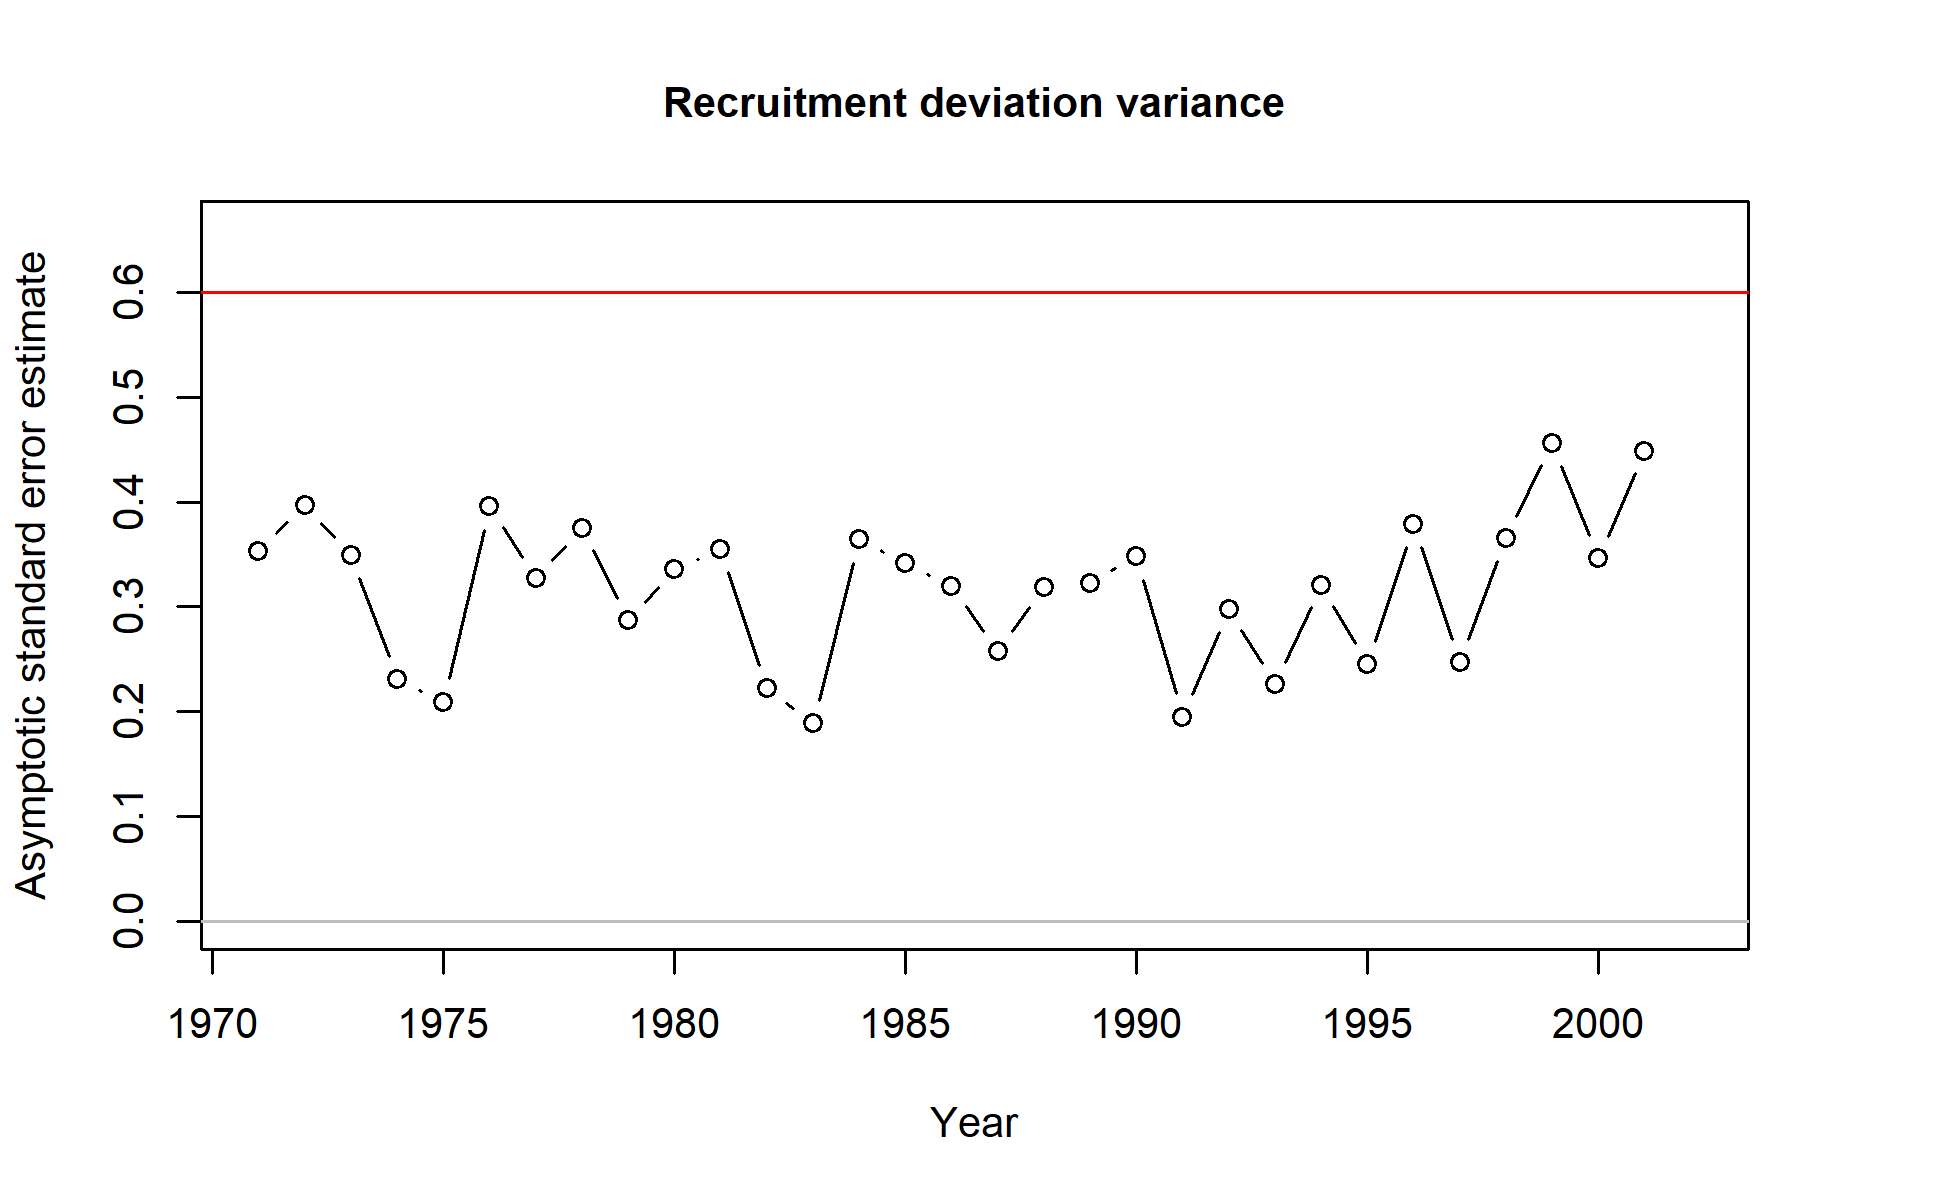 Recruitment deviation variance
Asymptotic standard error estimate
0.6
0.5
0.4
0.3
0.2
0.1
0.0
1970 1975 1980 1985 1990 1995 2000
Year